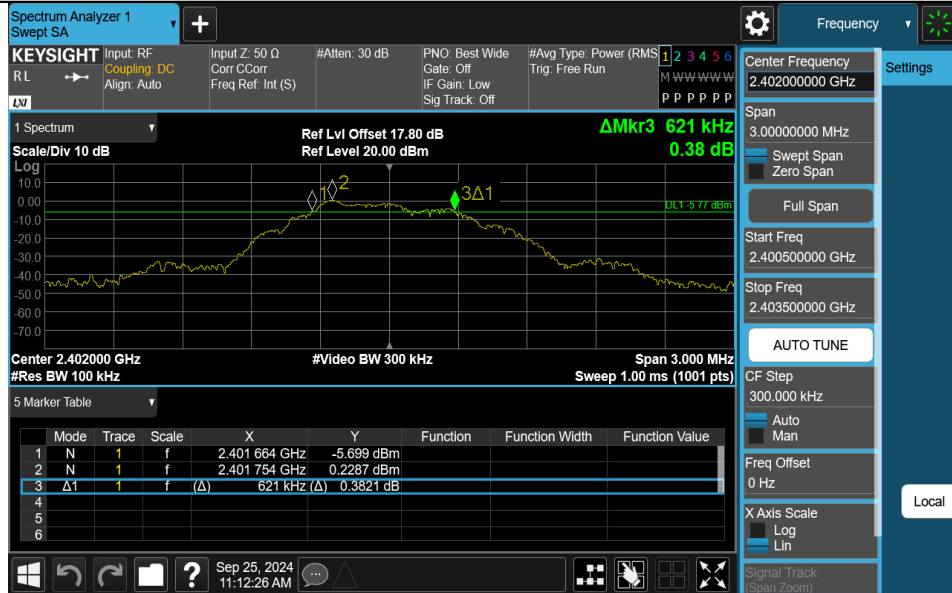 Spectrum Analyzer 1
Swept SA
+
Frequency
KEYSIGHT
RL
LXI
Input: RF
Coupling: DC
Align: Auto
Input Z: 50 Ω
Corr CCorr
Freq Ref: Int (S)
#Atten: 30 dB
PNO: Best Wide
Gate: Off
IF Gain: Low
Sig Track: Off
#Avg Type: Power (RMS
Trig: Free Run
1 2 3 4 5 6
M W W W W W
P P P P P P
1 Spectrum
Scale/Div 10 dB
Ref Lvl Offset 17.80 dB
Ref Level 20.00 dBm
ΔMkr3 621 kHz
0.38 dB
Log
10.0
0.00
-10.0
-20.0
-30.0
-40.0
-50.0
-60.0
-70.0
1
2
3Δ1
DL1 -5.77 dBm
Center 2.402000 GHz
#Video BW 300 kHz
Span 3.000 MHz
#Res BW 100 kHz
Sweep 1.00 ms (1001 pts)
5 Marker Table
Mode Trace Scale X Y Function Function Width Function Value
1 N 1 f 2.401 664 GHz -5.699 dBm
2 N 1 f 2.401 754 GHz 0.2287 dBm
3 Δ1 1 f (Δ) 621 kHz (Δ) 0.3821 dB
4
5
6
Sep 25, 2024
11:12:26 AM
?
Center Frequency
2.402000000 GHz
Span
3.00000000 MHz
Swept Span
Zero Span
Full Span
Start Freq
2.400500000 GHz
Stop Freq
2.403500000 GHz
AUTO TUNE
CF Step
300.000 kHz
Auto
Man
Freq Offset
0 Hz
X Axis Scale
Log
Lin
Signal Track
(Span Zoom)
Settings
Local